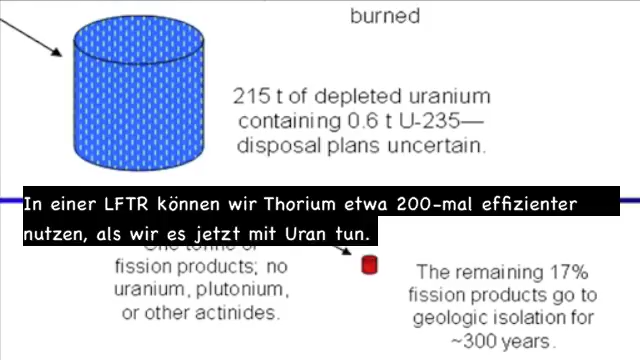 burned
215 t of depleted uranium
containing 0.6 t U-235—
disposal plans uncertain.
In einer LFTR können wir Thorium etwa 200-mal effizienter
nutzen, als wir es jetzt mit Uran tun.
fission products; no
uranium, plutonium,
or other actinides.
The remaining 17%
fission products go to
geologic isolation for
~300 years.